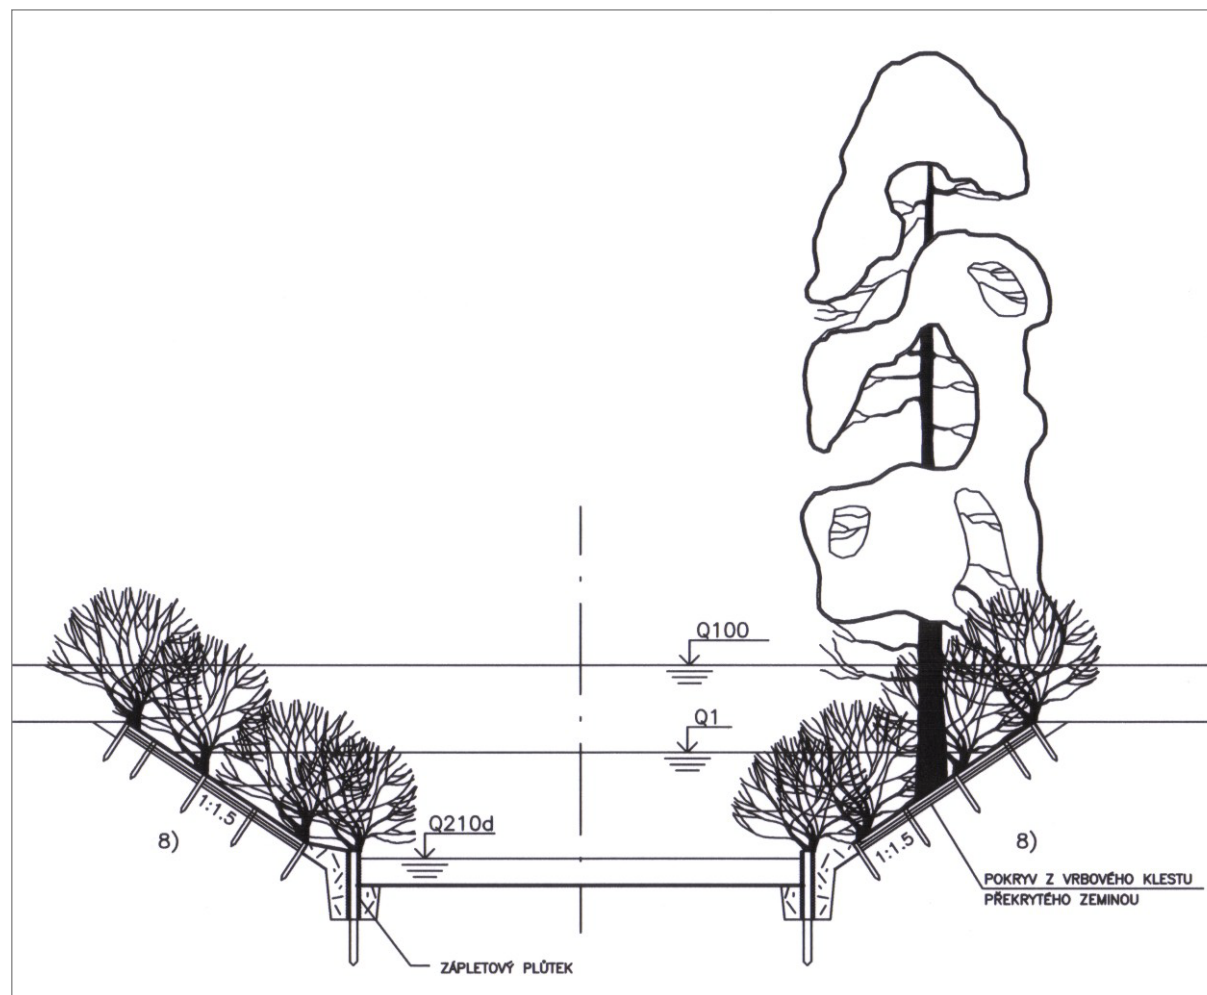 Q100
Q1
Q210d
1:1.5
8)
1:1.5
8)
POKRYV Z VRBOVÉHO KLESTU
PŘEKRYTÉHO ZEMINOU
ZÁPLETOVÝ PLŮTEK